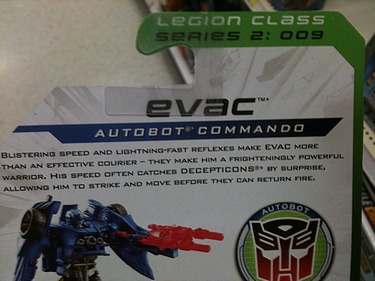 LEGION CLASS
SERIES 2: 009
evac™
AUTOBOT®* COMMANDO
BLISTERING SPEED AND LIGHTNING-FAST REFLEXES MAKE EVAC MORE
THAN AN EFFECTIVE COURIER – THEY MAKE HIM A FRIGHTENINGLY POWERFUL
WARRIOR. HIS SPEED OFTEN CATCHES DECEPTICONS®* BY SURPRISE,
ALLOWING HIM TO STRIKE AND MOVE BEFORE THEY CAN RETURN FIRE.
AUTOBOT